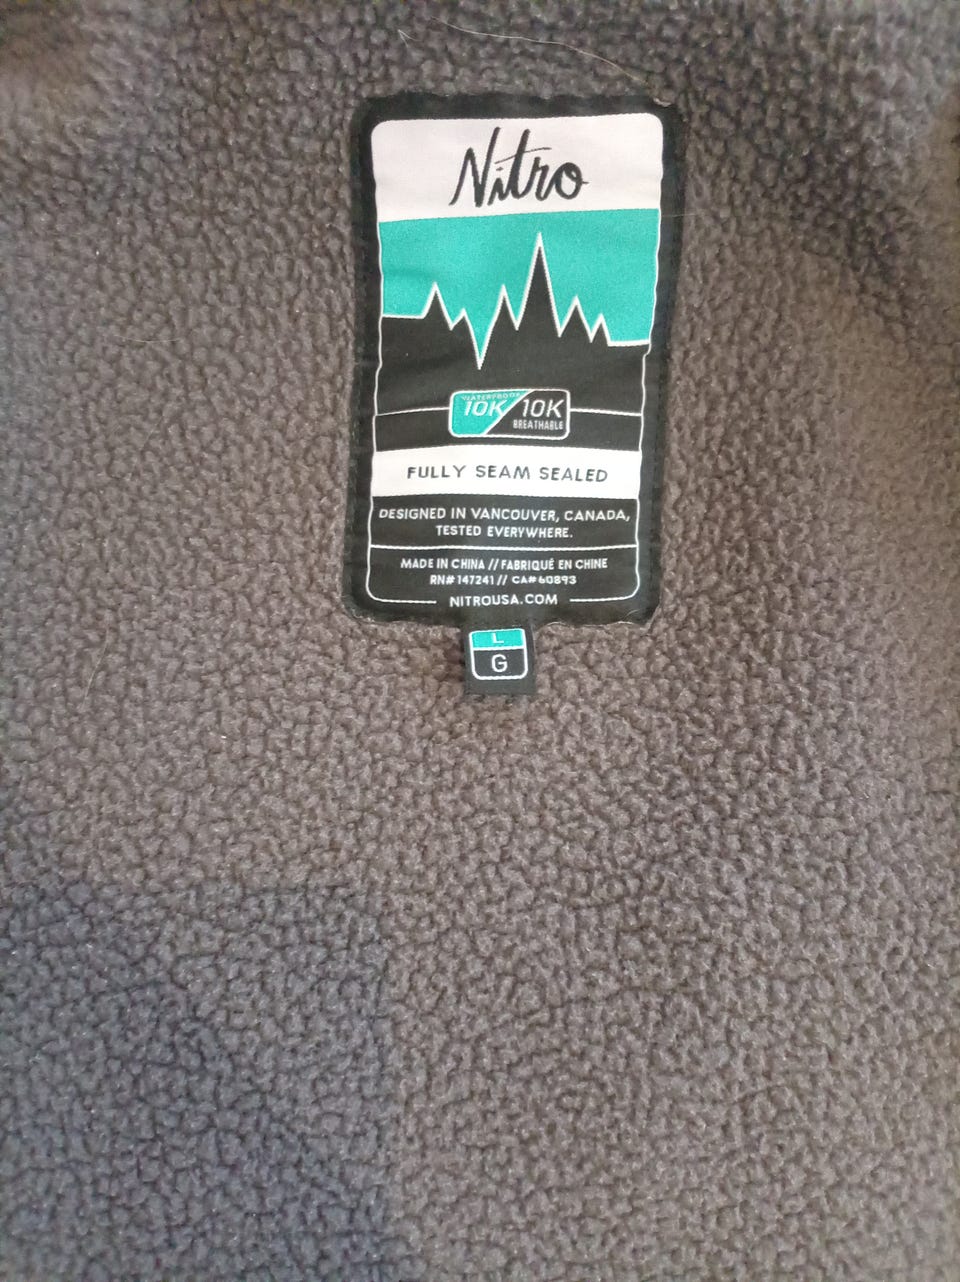 Nitro
WATERPROOF
10K / 10K
BREATHABLE
FULLY SEAM SEALED
DESIGNED IN VANCOUVER, CANADA,
TESTED EVERYWHERE.
MADE IN CHINA // FABRIQUÉ EN CHINE
RN# 147241 // CA# 60893
NITROUSA.COM
L
G